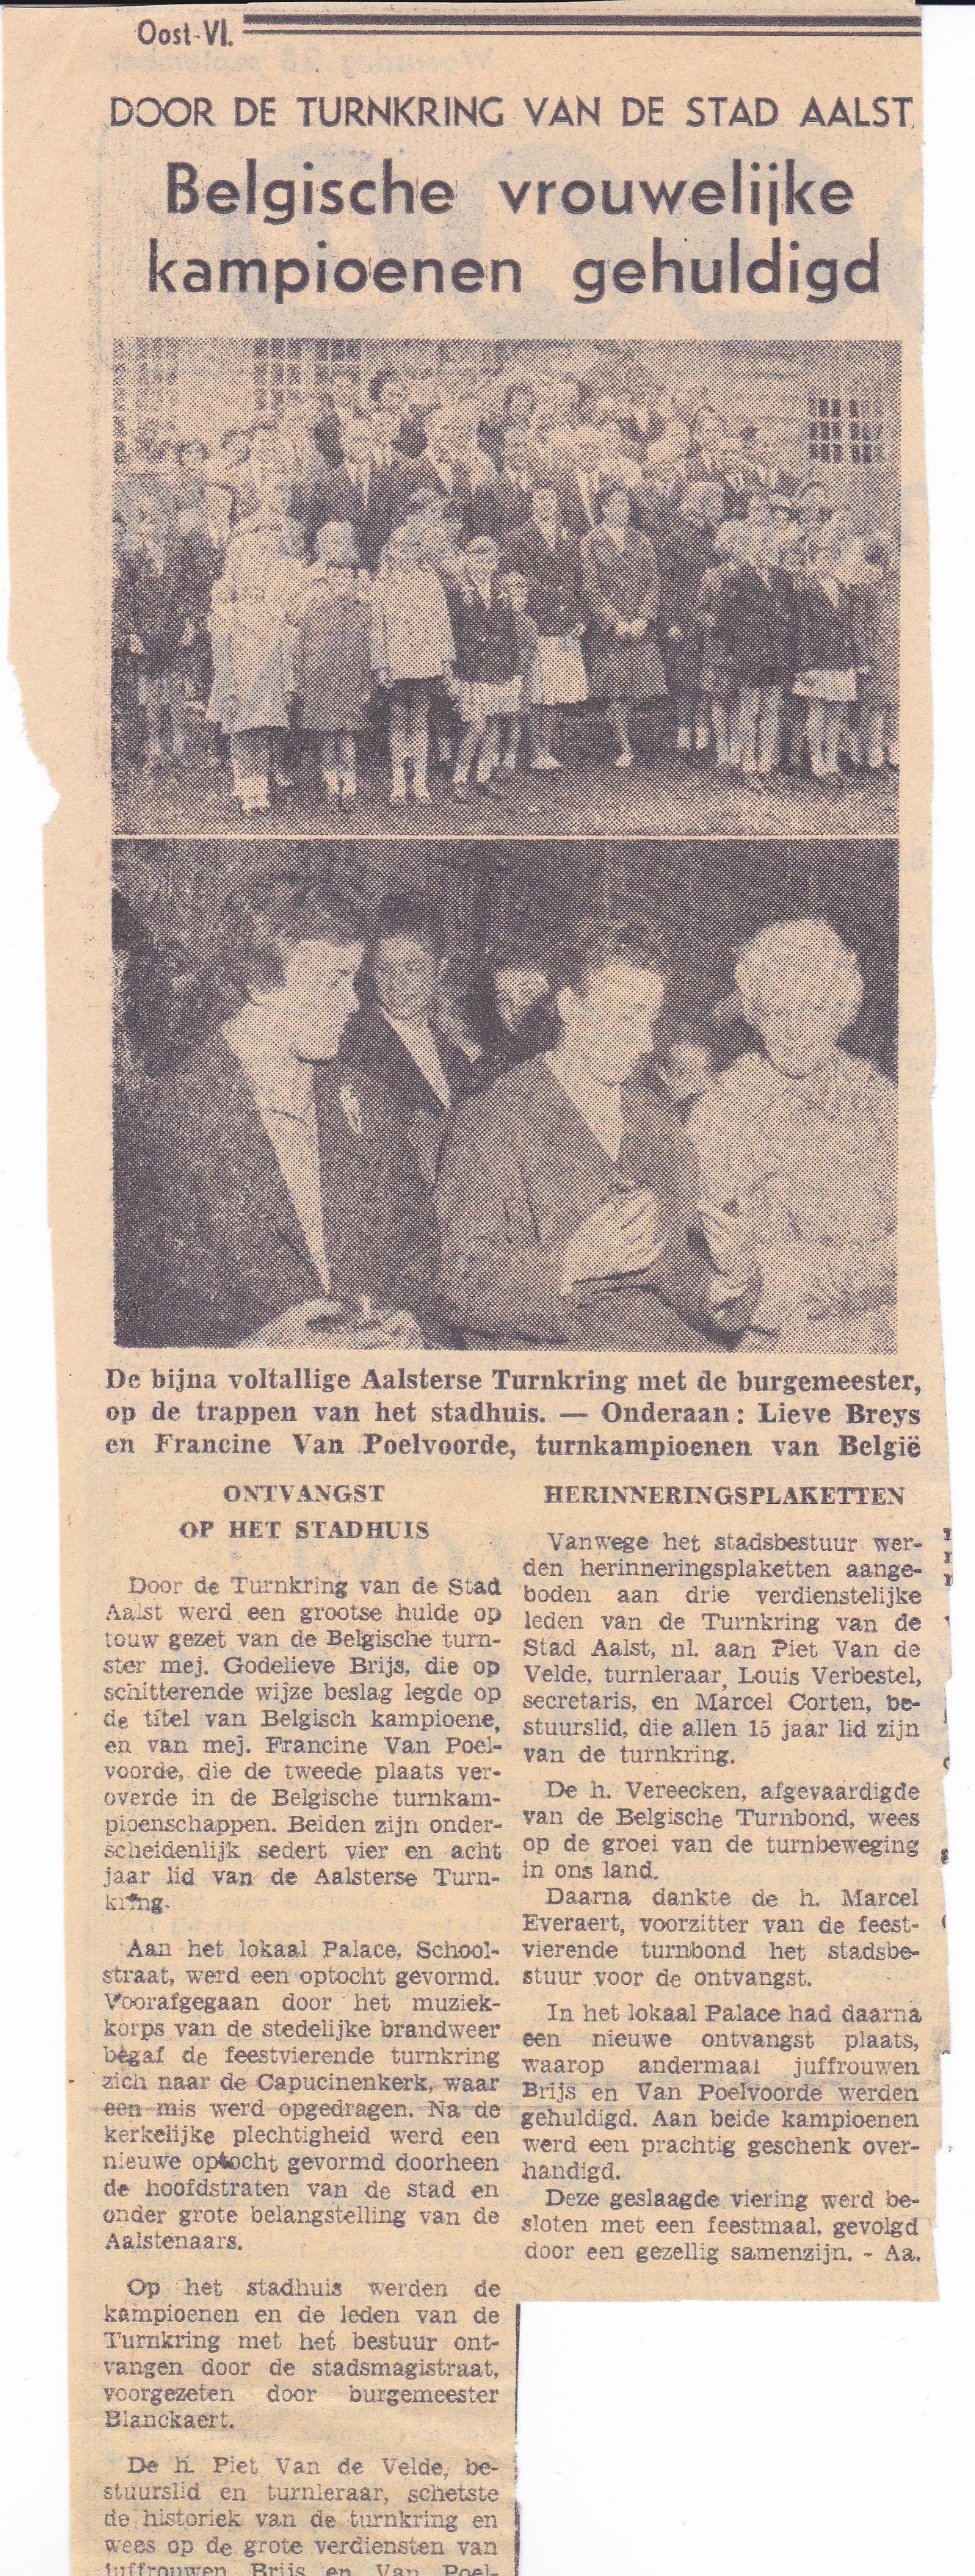 Oost-Vl.
DOOR DE TURNKRING VAN DE STAD AALST
Belgische vrouwelijke
kampioenen gehuldigd
De bijna voltallige Aalsterse Turnkring met de burgemeester,
op de trappen van het stadhuis. — Onderaan : Lieve Breys
en Francine Van Poelvoorde, turnkampioenen van België
ONTVANGST
OP HET STADHUIS
Door de Turnkring van de Stad
Aalst werd een grootse hulde op
touw gezet van de Belgische turn-
ster mej. Godelieve Brijs, die op
schitterende wijze beslag legde op
de titel van Belgisch kampioene,
en van mej. Francine Van Poel-
voorde, die de tweede plaats ver-
overde in de Belgische turnkam-
pioenschappen. Beiden zijn onder-
scheidenlijk sedert vier en acht
jaar lid van de Aalsterse Turn-
kring.
Aan het lokaal Palace, School-
straat, werd een optocht gevormd.
Voorafgegaan door het muziek-
korps van de stedelijke brandweer
begaf de feestvierende turnkring
zich naar de Capucinenkerk, waar
een mis werd opgedragen. Na de
kerkelijke plechtigheid werd een
nieuwe optocht gevormd doorheen
de hoofdstraten van de stad en
onder grote belangstelling van de
Aalstenaars.
Op het stadhuis werden de
kampioenen en de leden van de
Turnkring met het bestuur ont-
vangen door de stadsmagistraat,
voorgezeten door burgemeester
Blanckaert.
De h. Piet Van de Velde, be-
stuurslid en turnleraar, schetste
de historiek van de turnkring en
wees op de grote verdiensten van
juffrouwen Brijs en Van Poel-
HERINNERINGSPLAKETTEN
Vanwege het stadsbestuur wer-
den herinneringsplaketten aange-
boden aan drie verdienstelijke
leden van de Turnkring van de
Stad Aalst, nl. aan Piet Van de
Velde, turnleraar, Louis Verbestel,
secretaris, en Marcel Corten, be-
stuurslid, die allen 15 jaar lid zijn
van de turnkring.
De h. Vereecken, afgevaardigde
van de Belgische Turnbond, wees
op de groei van de turnbeweging
in ons land.
Daarna dankte de h. Marcel
Everaert, voorzitter van de feest-
vierende turnbond het stadsbe-
stuur voor de ontvangst.
In het lokaal Palace had daarna
een nieuwe ontvangst plaats,
waarop andermaal juffrouwen
Brijs en Van Poelvoorde werden
gehuldigd. Aan beide kampioenen
werd een prachtig geschenk over-
handigd.
Deze geslaagde viering werd be-
sloten met een feestmaal, gevolgd
door een gezellig samenzijn. - Aa.